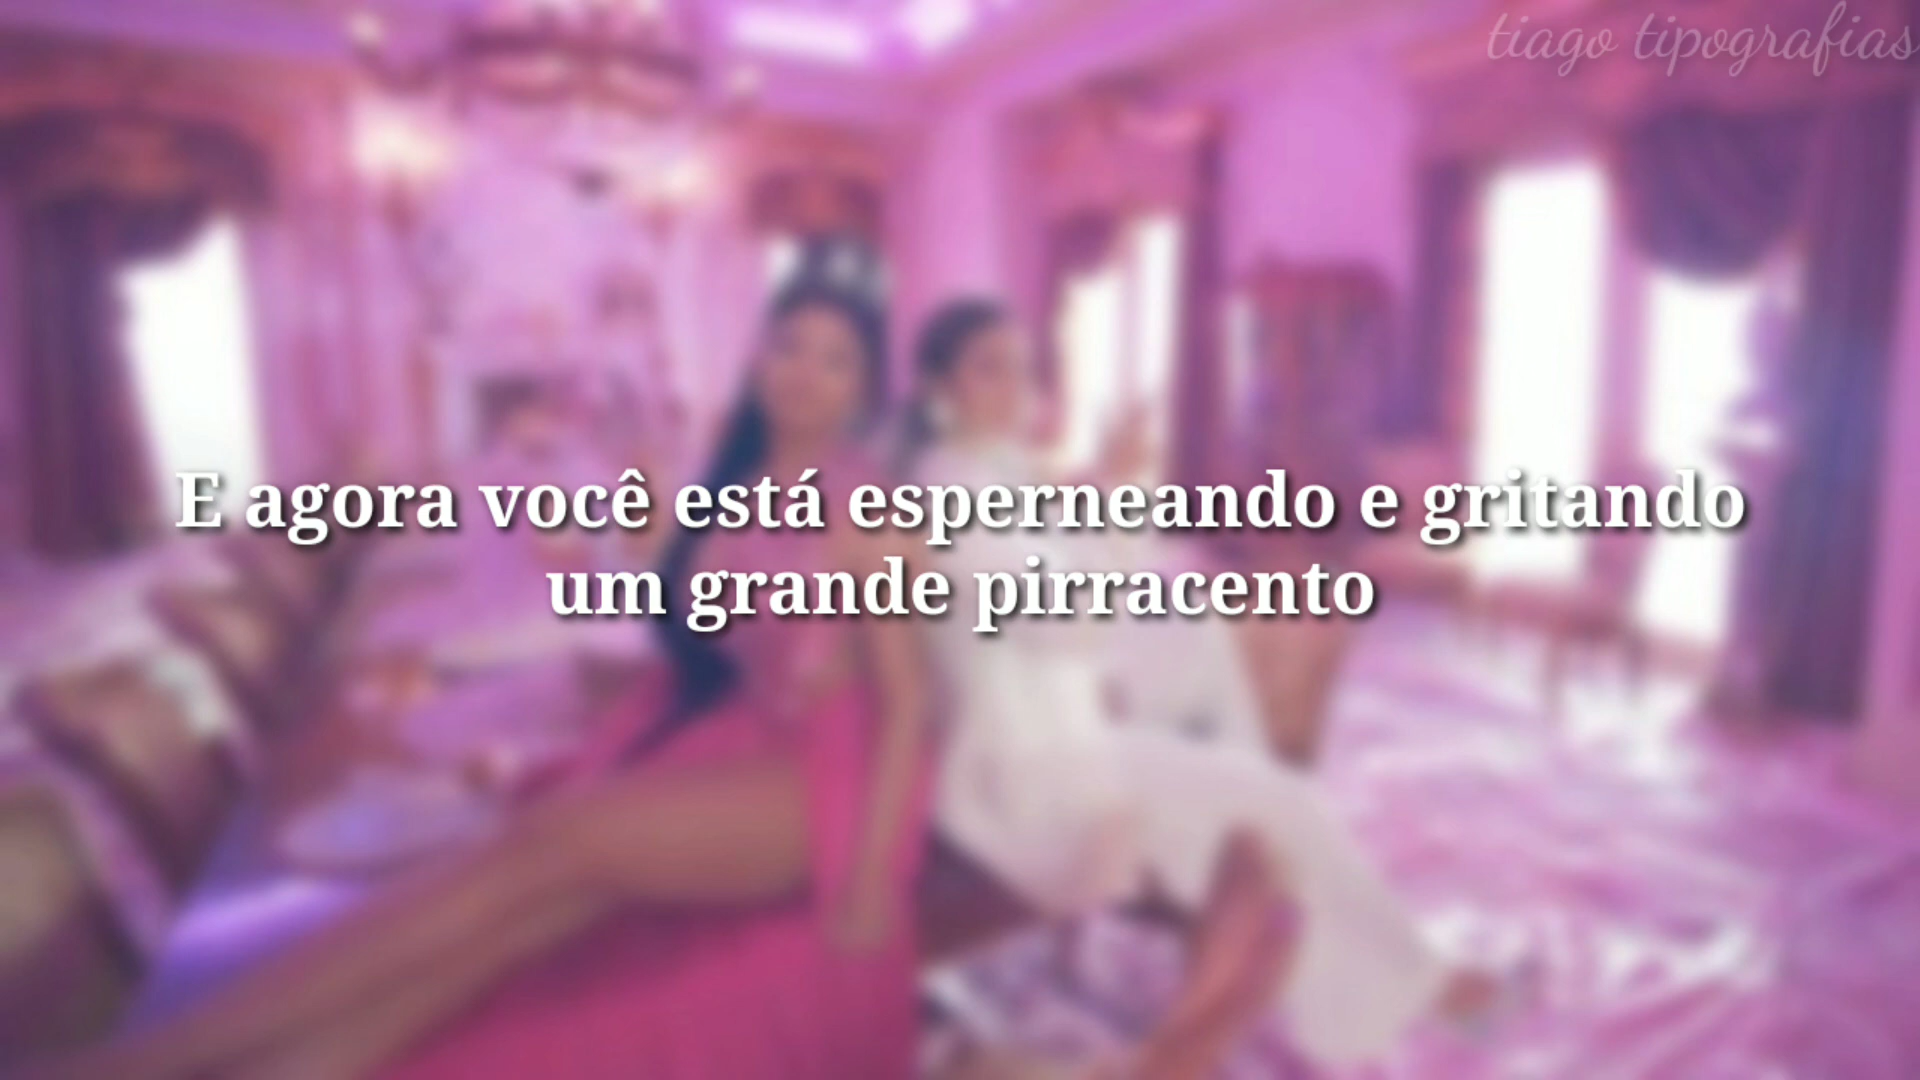 tiago tipografias
E agora você está esperneando e gritando
um grande pirracento